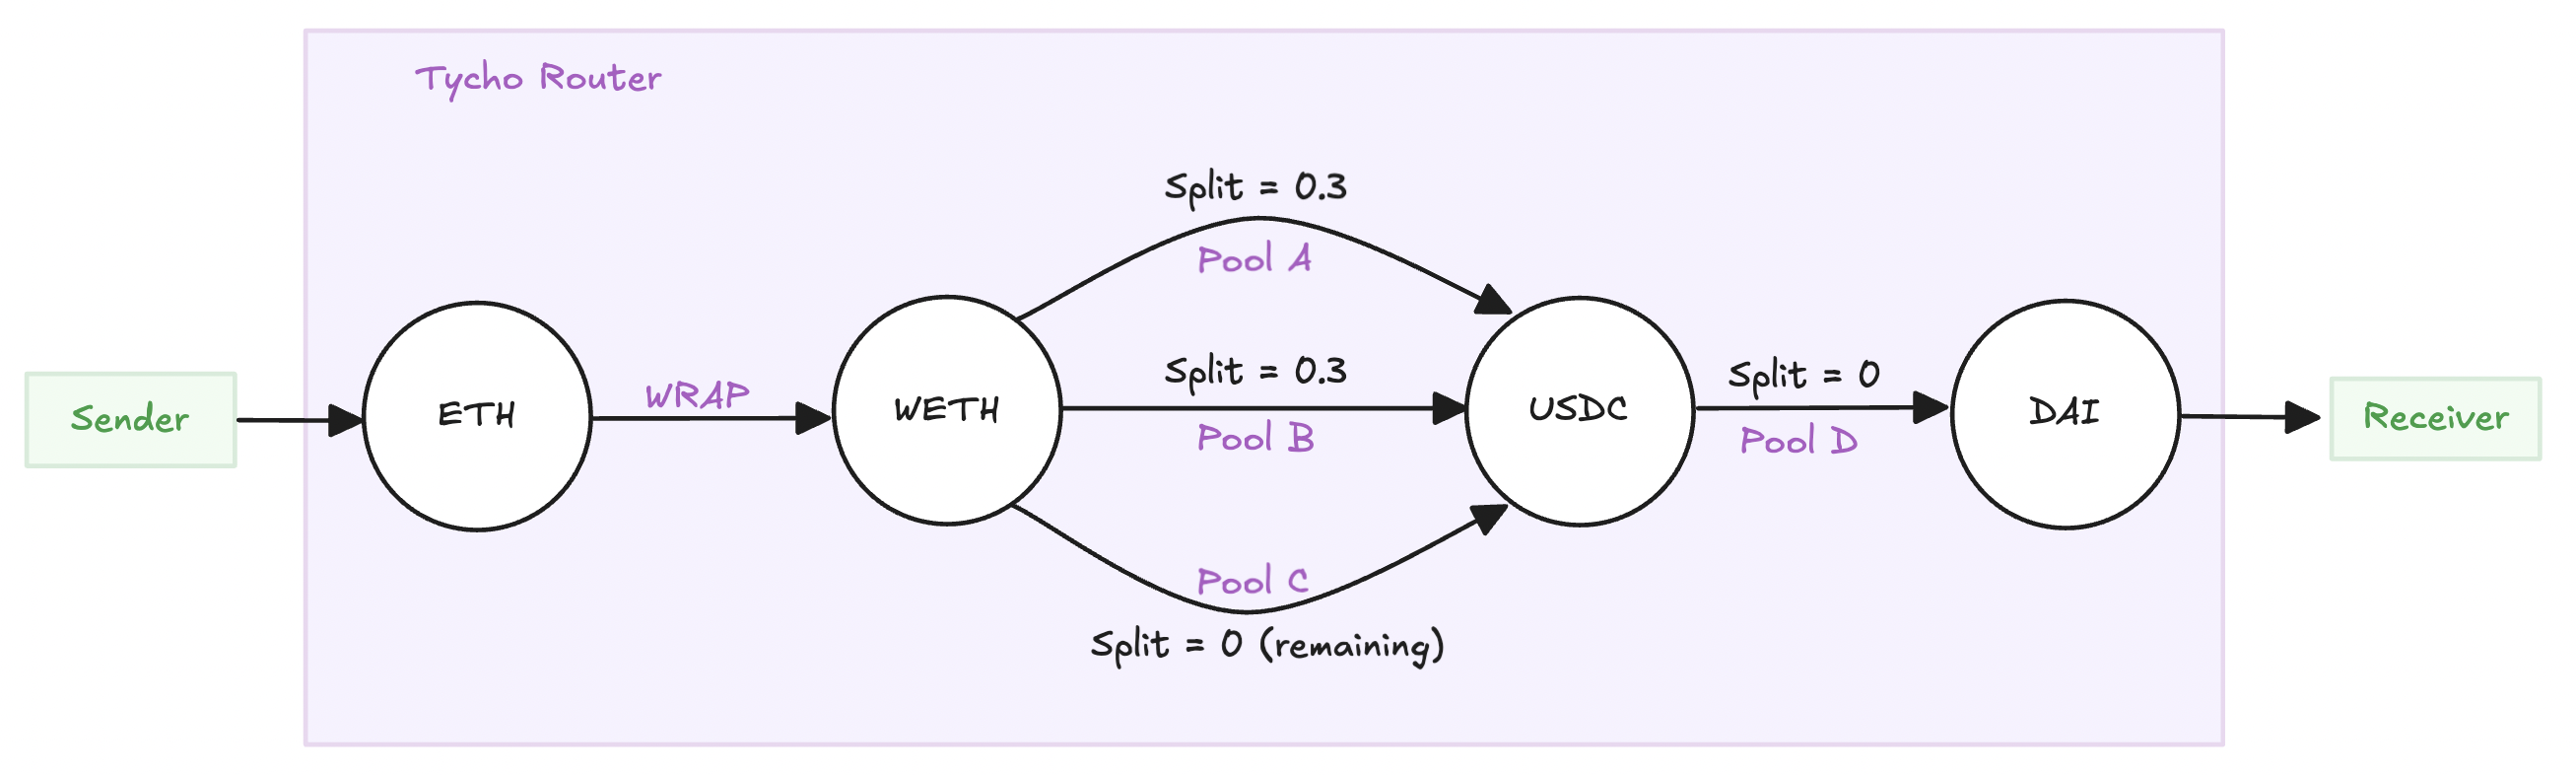 Tycho Router
Split = 0.3
Pool A
Sender
ETH
WRAP
WETH
Split = 0.3
Pool B
USDC
Split = 0
Pool D
DAI
Receiver
Pool C
Split = 0 (remaining)